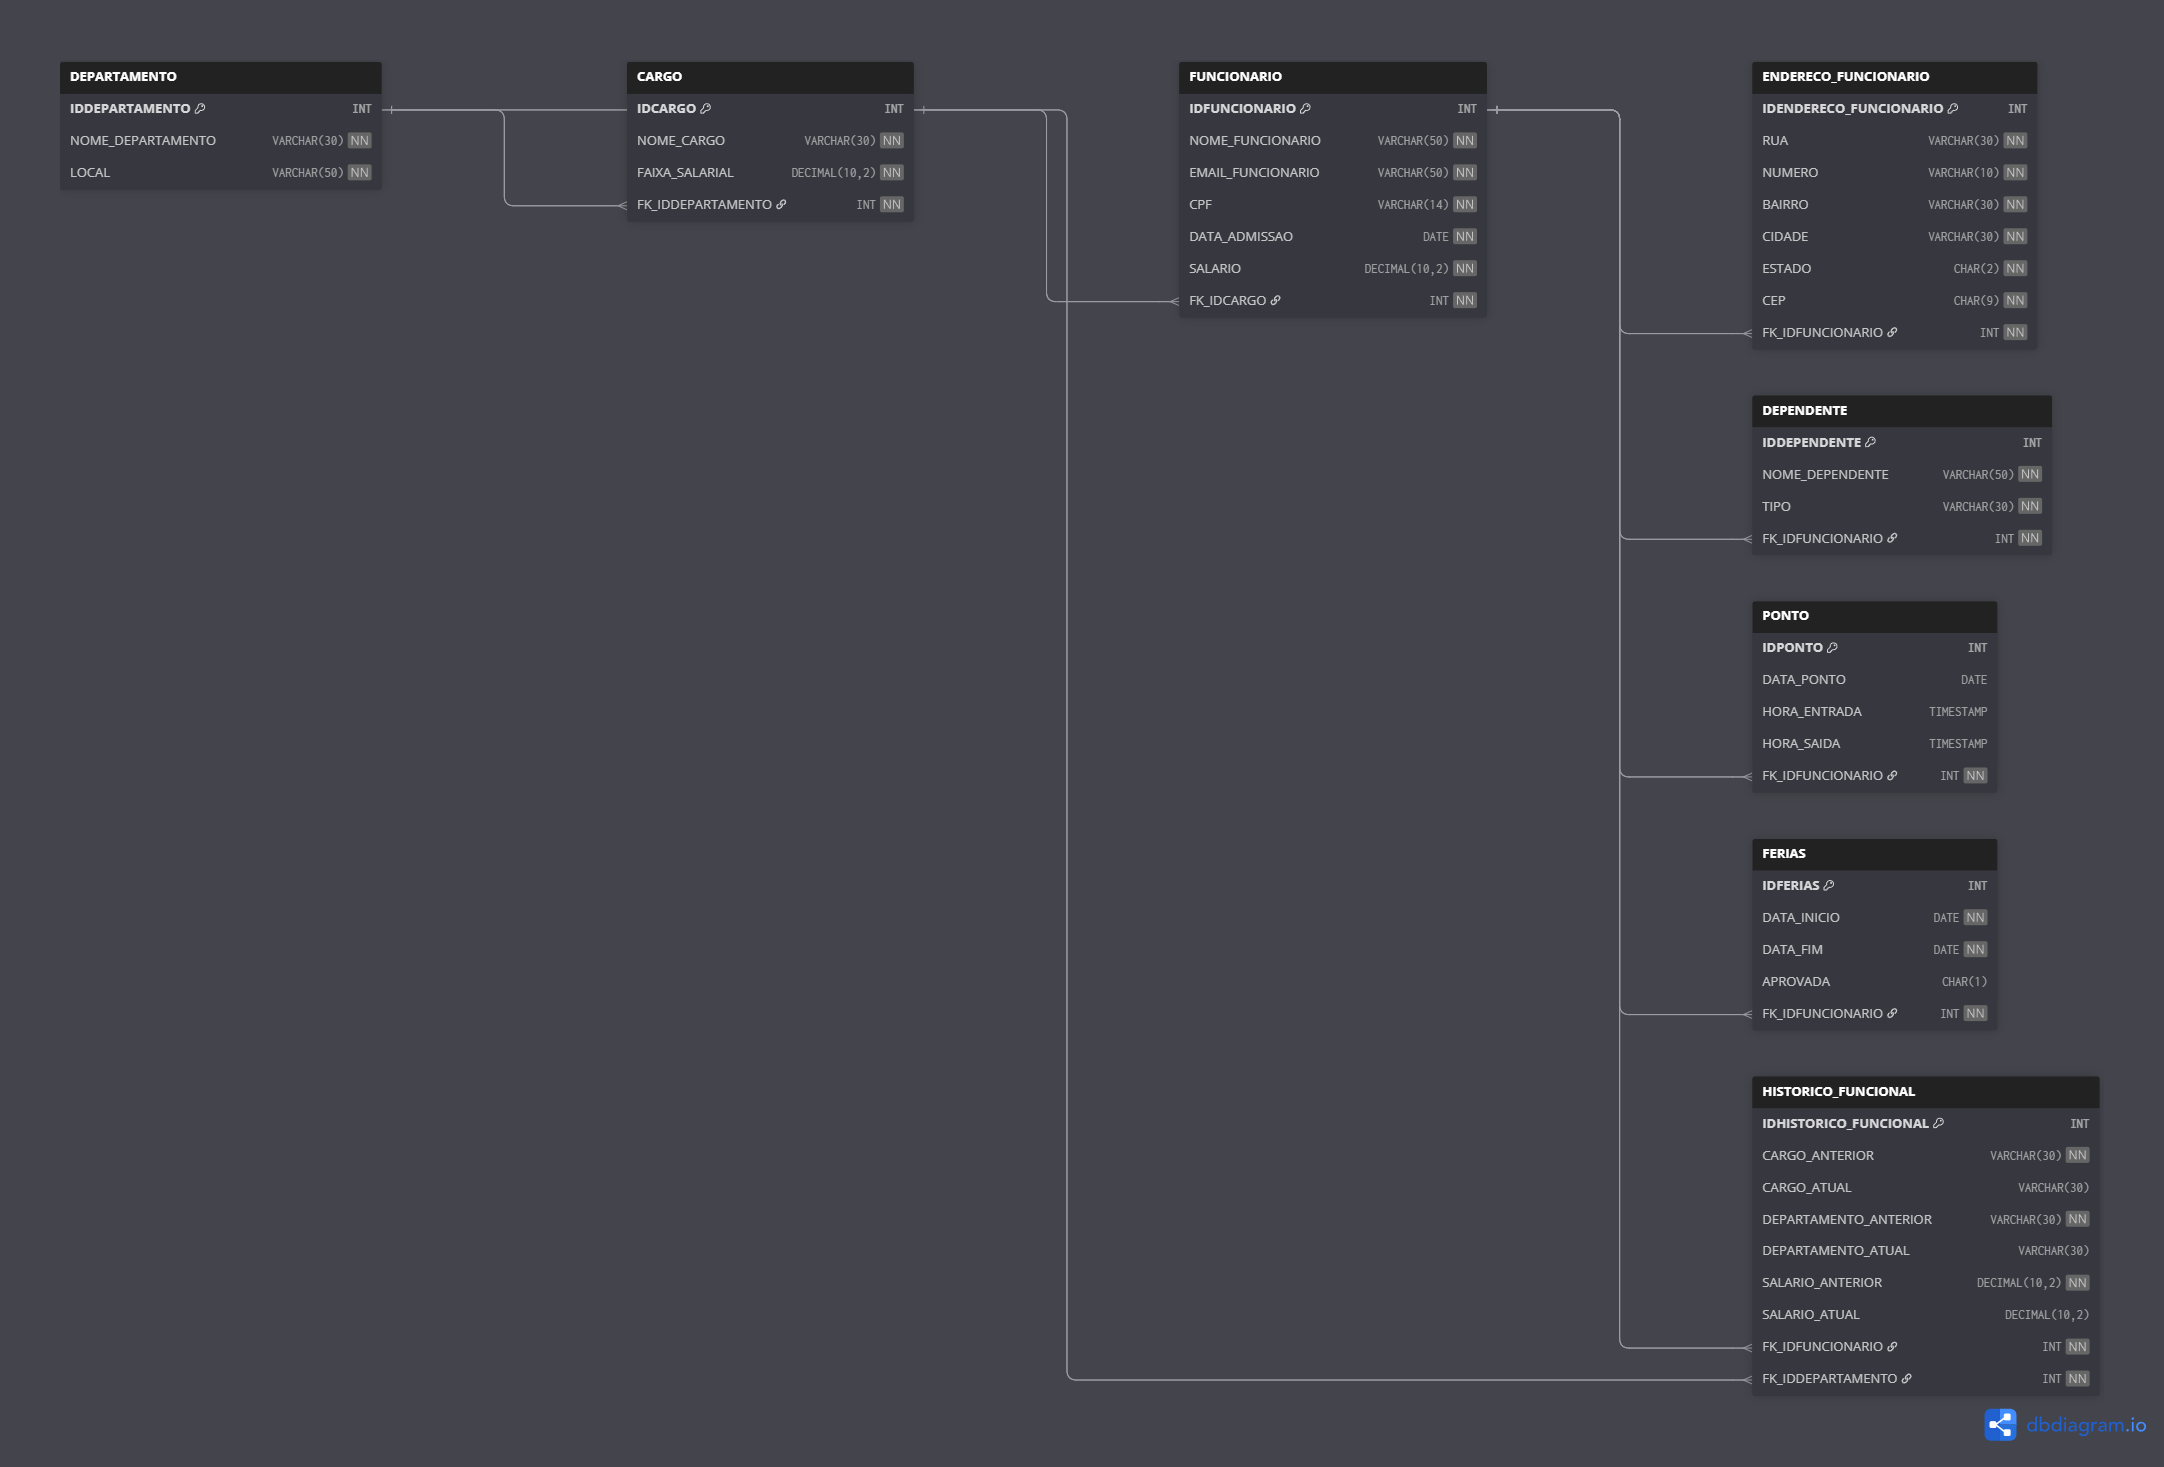 DEPARTAMENTO
IDDEPARTAMENTO INT
NOME_DEPARTAMENTO VARCHAR(30) NN
LOCAL VARCHAR(50) NN
CARGO
IDCARGO INT
NOME_CARGO VARCHAR(30) NN
FAIXA_SALARIAL DECIMAL(10,2) NN
FK_IDDEPARTAMENTO INT NN
FUNCIONARIO
IDFUNCIONARIO INT
NOME_FUNCIONARIO VARCHAR(50) NN
EMAIL_FUNCIONARIO VARCHAR(50) NN
CPF VARCHAR(14) NN
DATA_ADMISSAO DATE NN
SALARIO DECIMAL(10,2) NN
FK_IDCARGO INT NN
ENDERECO_FUNCIONARIO
IDENDERECO_FUNCIONARIO INT
RUA VARCHAR(30) NN
NUMERO VARCHAR(10) NN
BAIRRO VARCHAR(30) NN
CIDADE VARCHAR(30) NN
ESTADO CHAR(2) NN
CEP CHAR(9) NN
FK_IDFUNCIONARIO INT NN
DEPENDENTE
IDDEPENDENTE INT
NOME_DEPENDENTE VARCHAR(50) NN
TIPO VARCHAR(30) NN
FK_IDFUNCIONARIO INT NN
PONTO
IDPONTO INT
DATA_PONTO DATE
HORA_ENTRADA TIMESTAMP
HORA_SAIDA TIMESTAMP
FK_IDFUNCIONARIO INT NN
FERIAS
IDFERIAS INT
DATA_INICIO DATE NN
DATA_FIM DATE NN
APROVADA CHAR(1)
FK_IDFUNCIONARIO INT NN
HISTORICO_FUNCIONAL
IDHISTORICO_FUNCIONAL INT
CARGO_ANTERIOR VARCHAR(30) NN
CARGO_ATUAL VARCHAR(30)
DEPARTAMENTO_ANTERIOR VARCHAR(30) NN
DEPARTAMENTO_ATUAL VARCHAR(30)
SALARIO_ANTERIOR DECIMAL(10,2) NN
SALARIO_ATUAL DECIMAL(10,2)
FK_IDFUNCIONARIO INT NN
FK_IDDEPARTAMENTO INT NN
dbdiagram.io